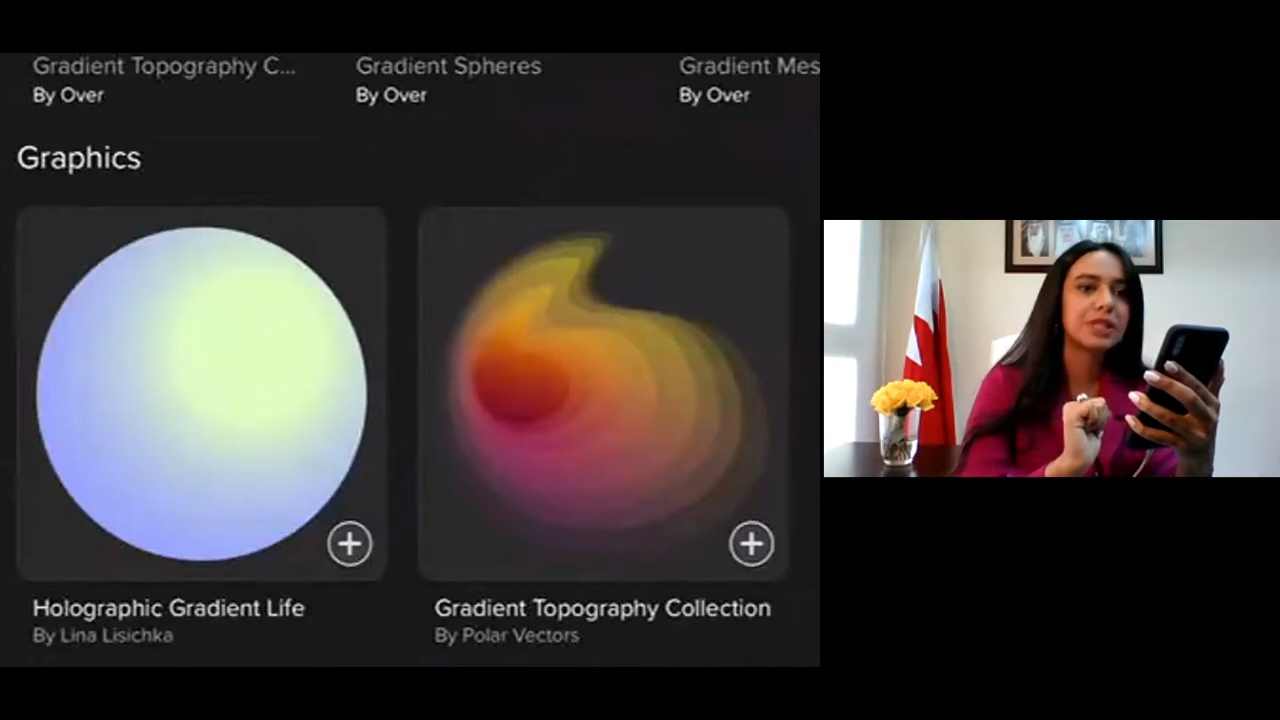 Gradient Topography C...
Gradient Spheres
Gradient Mes
By Over
By Over
By Over
Graphics
Holographic Gradient Life
Gradient Topography Collection
By Lina Lisichka
By Polar Vectors